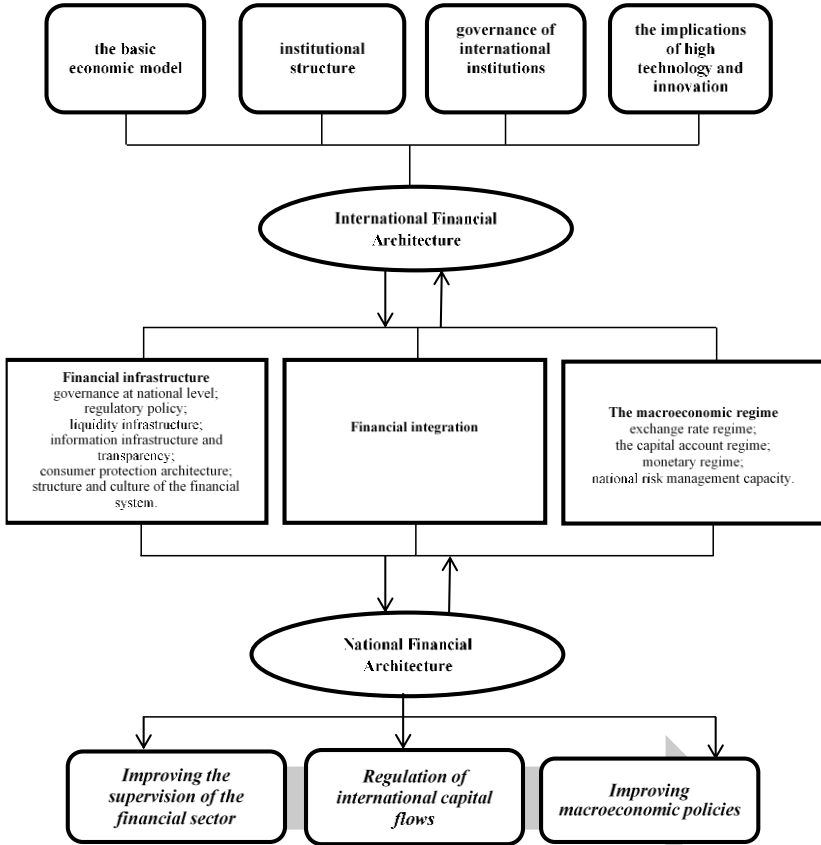 the basic
economic model
institutional
structure
governance of
international
institutions
the implications
of high
technology and
innovation
International Financial
Architecture
Financial infrastructure
governance at national level;
regulatory policy;
liquidity infrastructure;
information infrastructure and
transparency;
consumer protection architecture;
structure and culture of the financial
system.
Financial integration
The macroeconomic regime
exchange rate regime;
the capital account regime;
monetary regime;
national risk management capacity.
National Financial
Architecture
Improving the
supervision of the
financial sector
Regulation of
international capital
flows
Improving
macroeconomic policies